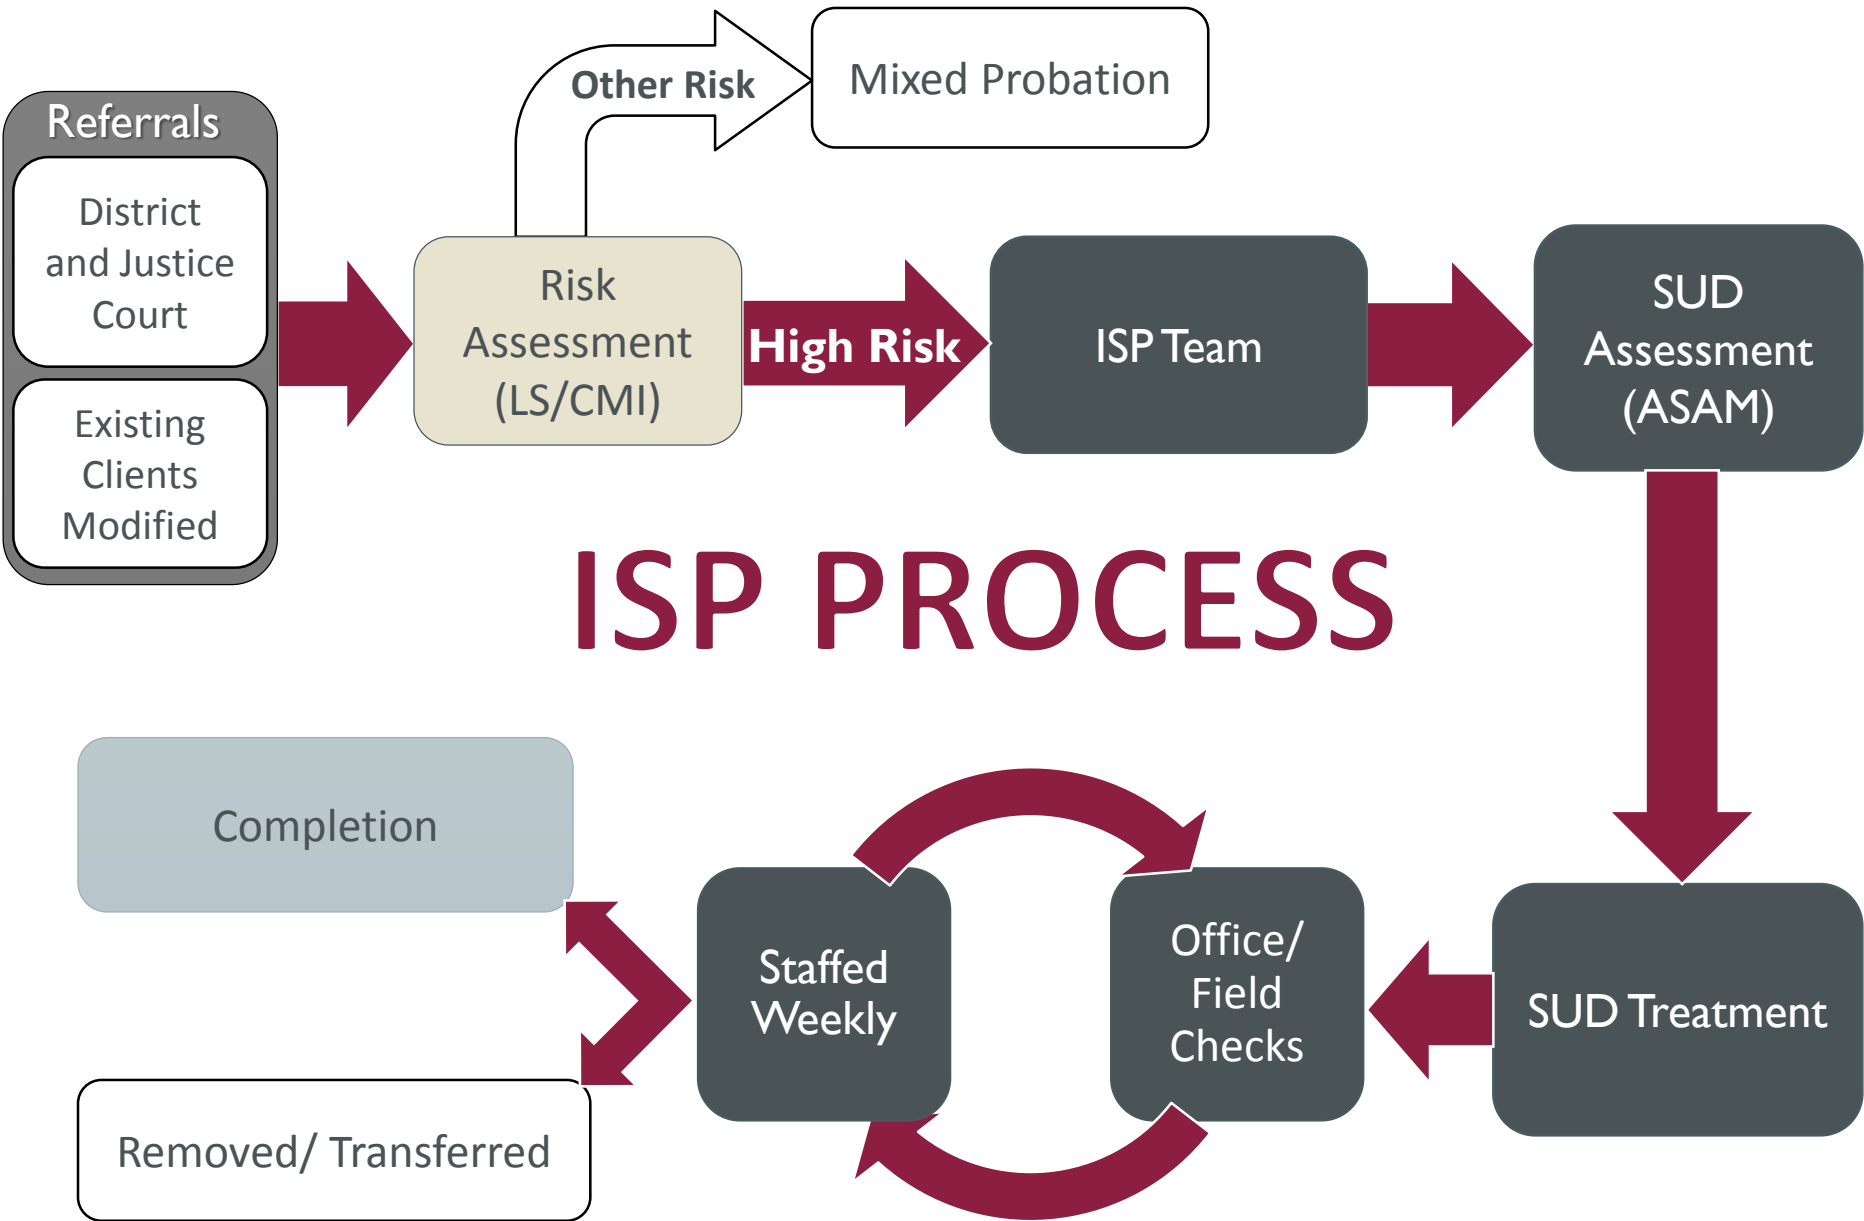 Referrals
District
and Justice
Court
Existing
Clients
Modified
Other Risk
Mixed Probation
Risk
Assessment
(LS/CMI)
High Risk
ISP Team
SUD
Assessment
(ASAM)
ISP PROCESS
Completion
Removed/ Transferred
Staffed
Weekly
Office/
Field
Checks
SUD Treatment